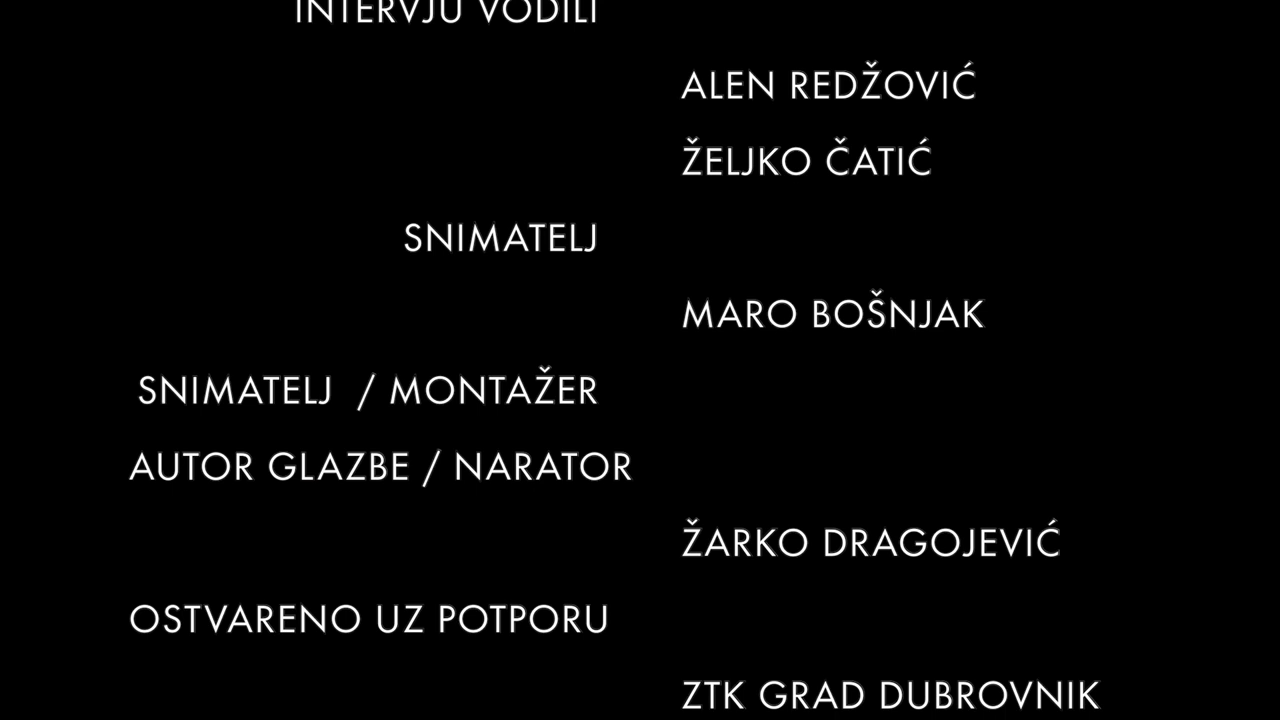 INTERVJU VODILI
ALEN REDŽOVIĆ
ŽELJKO ČATIĆ
SNIMATELJ
MARO BOŠNJAK
SNIMATELJ / MONTAŽER
AUTOR GLAZBE / NARATOR
ŽARKO DRAGOJEVIĆ
OSTVARENO UZ POTPORU
ZTK GRAD DUBROVNIK